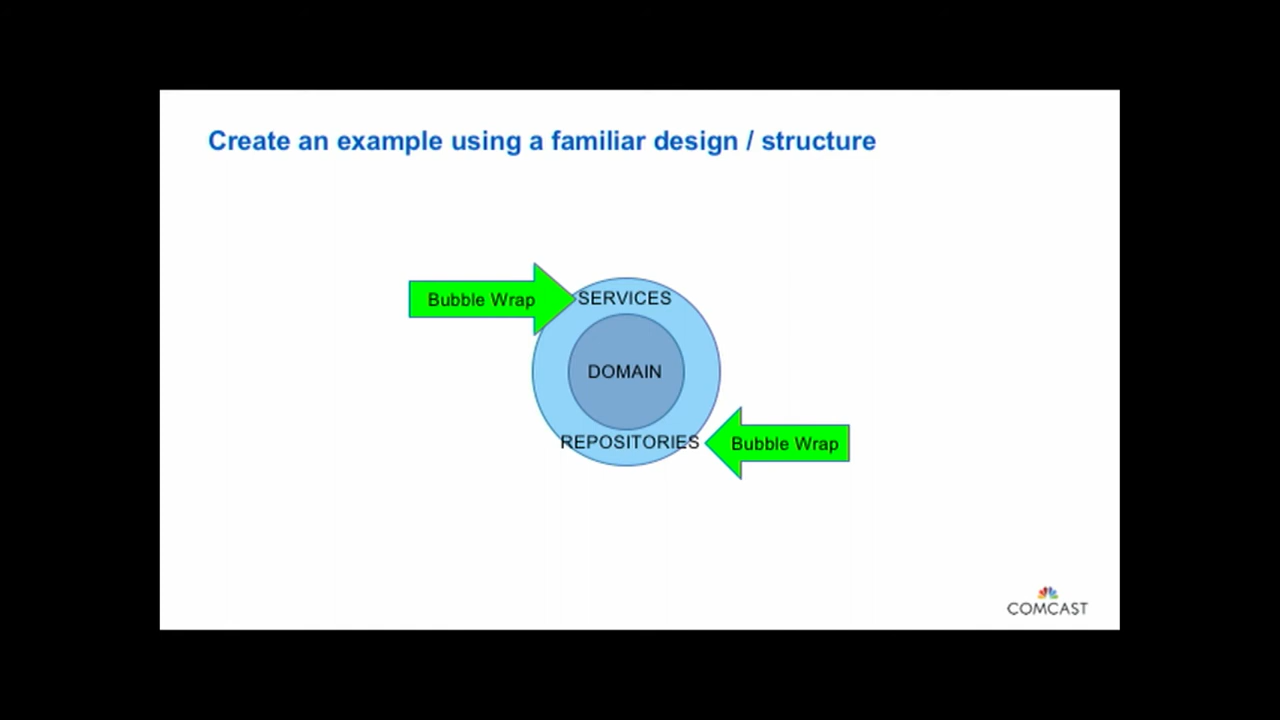 Create an example using a familiar design / structure
Bubble Wrap
SERVICES
DOMAIN
REPOSITORIES
Bubble Wrap
COMCAST